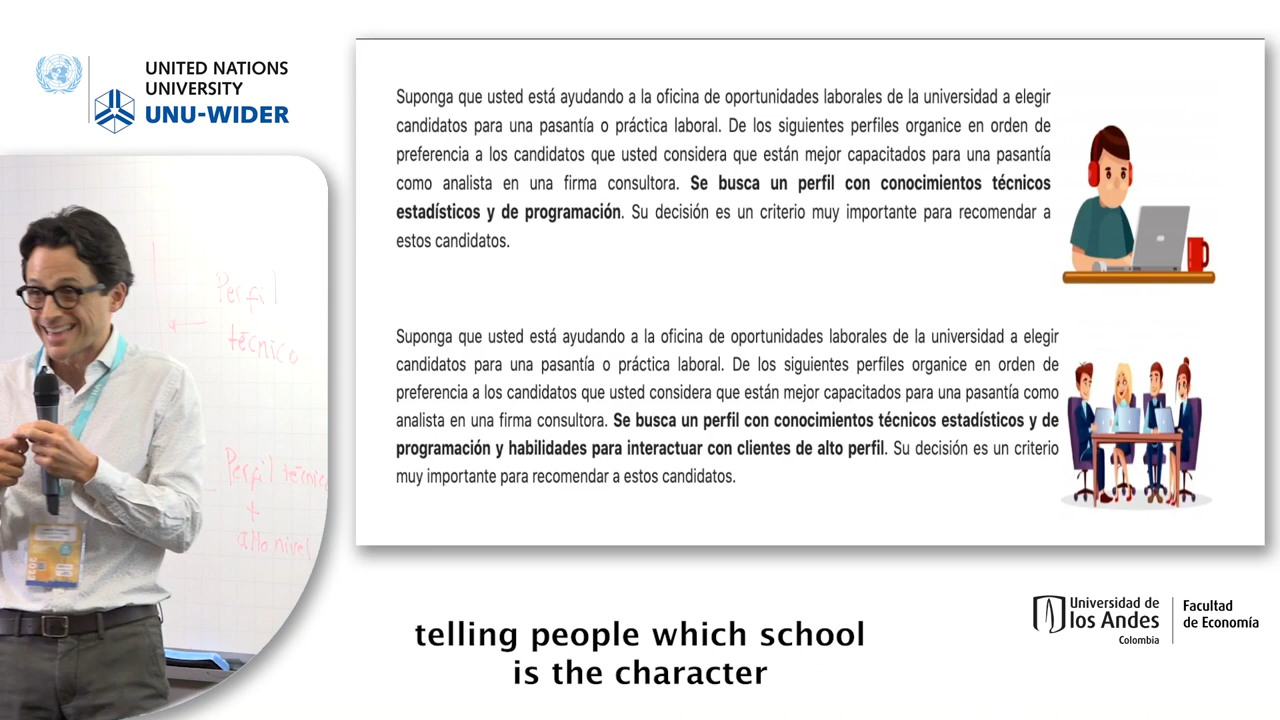 UNITED NATIONS
UNIVERSITY
UNU-WIDER
Suponga que usted está ayudando a la oficina de oportunidades laborales de la universidad a elegir
candidatos para una pasantía o práctica laboral. De los siguientes perfiles organice en orden de
preferencia a los candidatos que usted considera que están mejor capacitados para una pasantía
como analista en una firma consultora. Se busca un perfil con conocimientos técnicos
estadísticos y de programación. Su decisión es un criterio muy importante para recomendar a
estos candidatos.
Suponga que usted está ayudando a la oficina de oportunidades laborales de la universidad a elegir
candidatos para una pasantía o práctica laboral. De los siguientes perfiles organice en orden de
preferencia a los candidatos que usted considera que están mejor capacitados para una pasantía como
analista en una firma consultora. Se busca un perfil con conocimientos técnicos estadísticos y de
programación y habilidades para interactuar con clientes de alto perfil. Su decisión es un criterio
muy importante para recomendar a estos candidatos.
Perfil
técnico
Perfil técnico
+
alto nivel
telling people which school
is the character
Universidad de
los Andes
Colombia
Facultad
de Economía